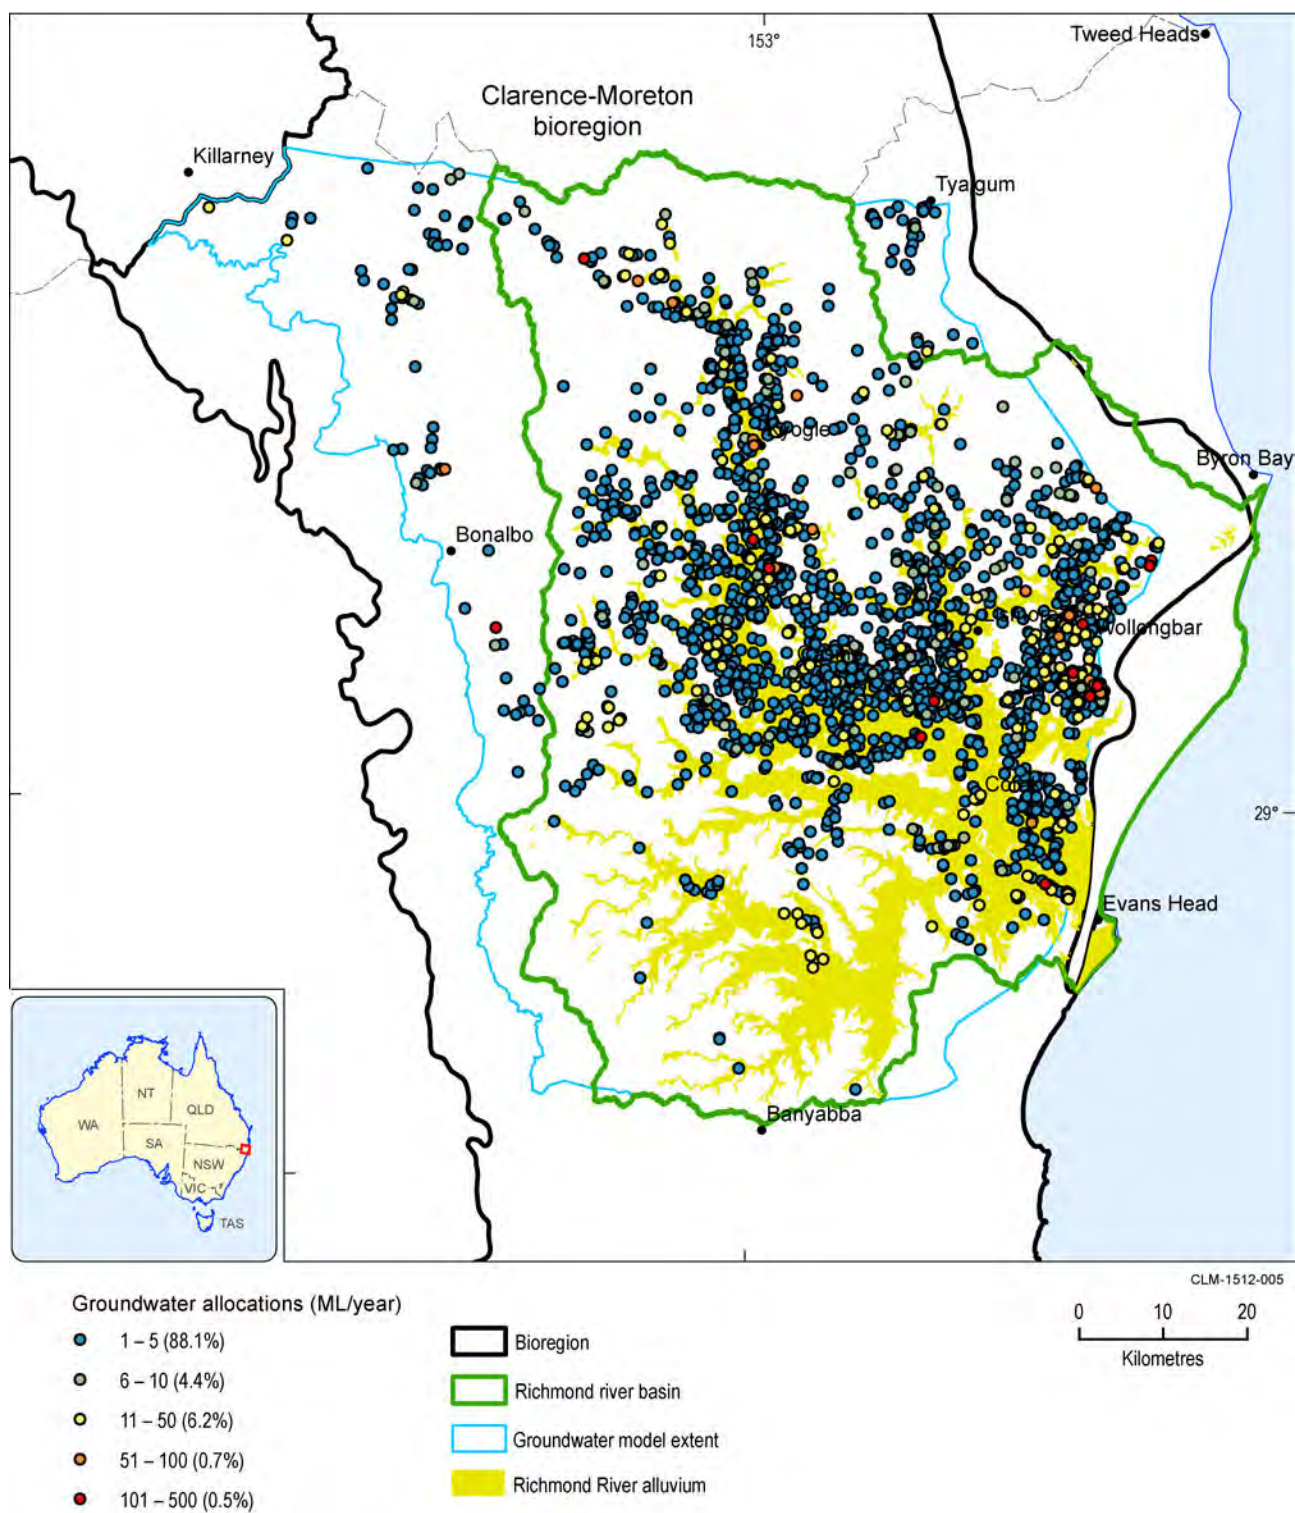 153°
Tweed Heads
Clarence-Moreton
bioregion
Killarney
Tyalgum
Byron Bay
Bonalbo
Wollongbar
29°
Evans Head
Banyabba
WA
NT
QLD
SA
NSW
VIC
TAS
CLM-1512-005
Groundwater allocations (ML/year)
1 – 5 (88.1%)
6 – 10 (4.4%)
11 – 50 (6.2%)
51 – 100 (0.7%)
101 – 500 (0.5%)
Bioregion
Richmond river basin
Groundwater model extent
Richmond River alluvium
0 10 20
Kilometres